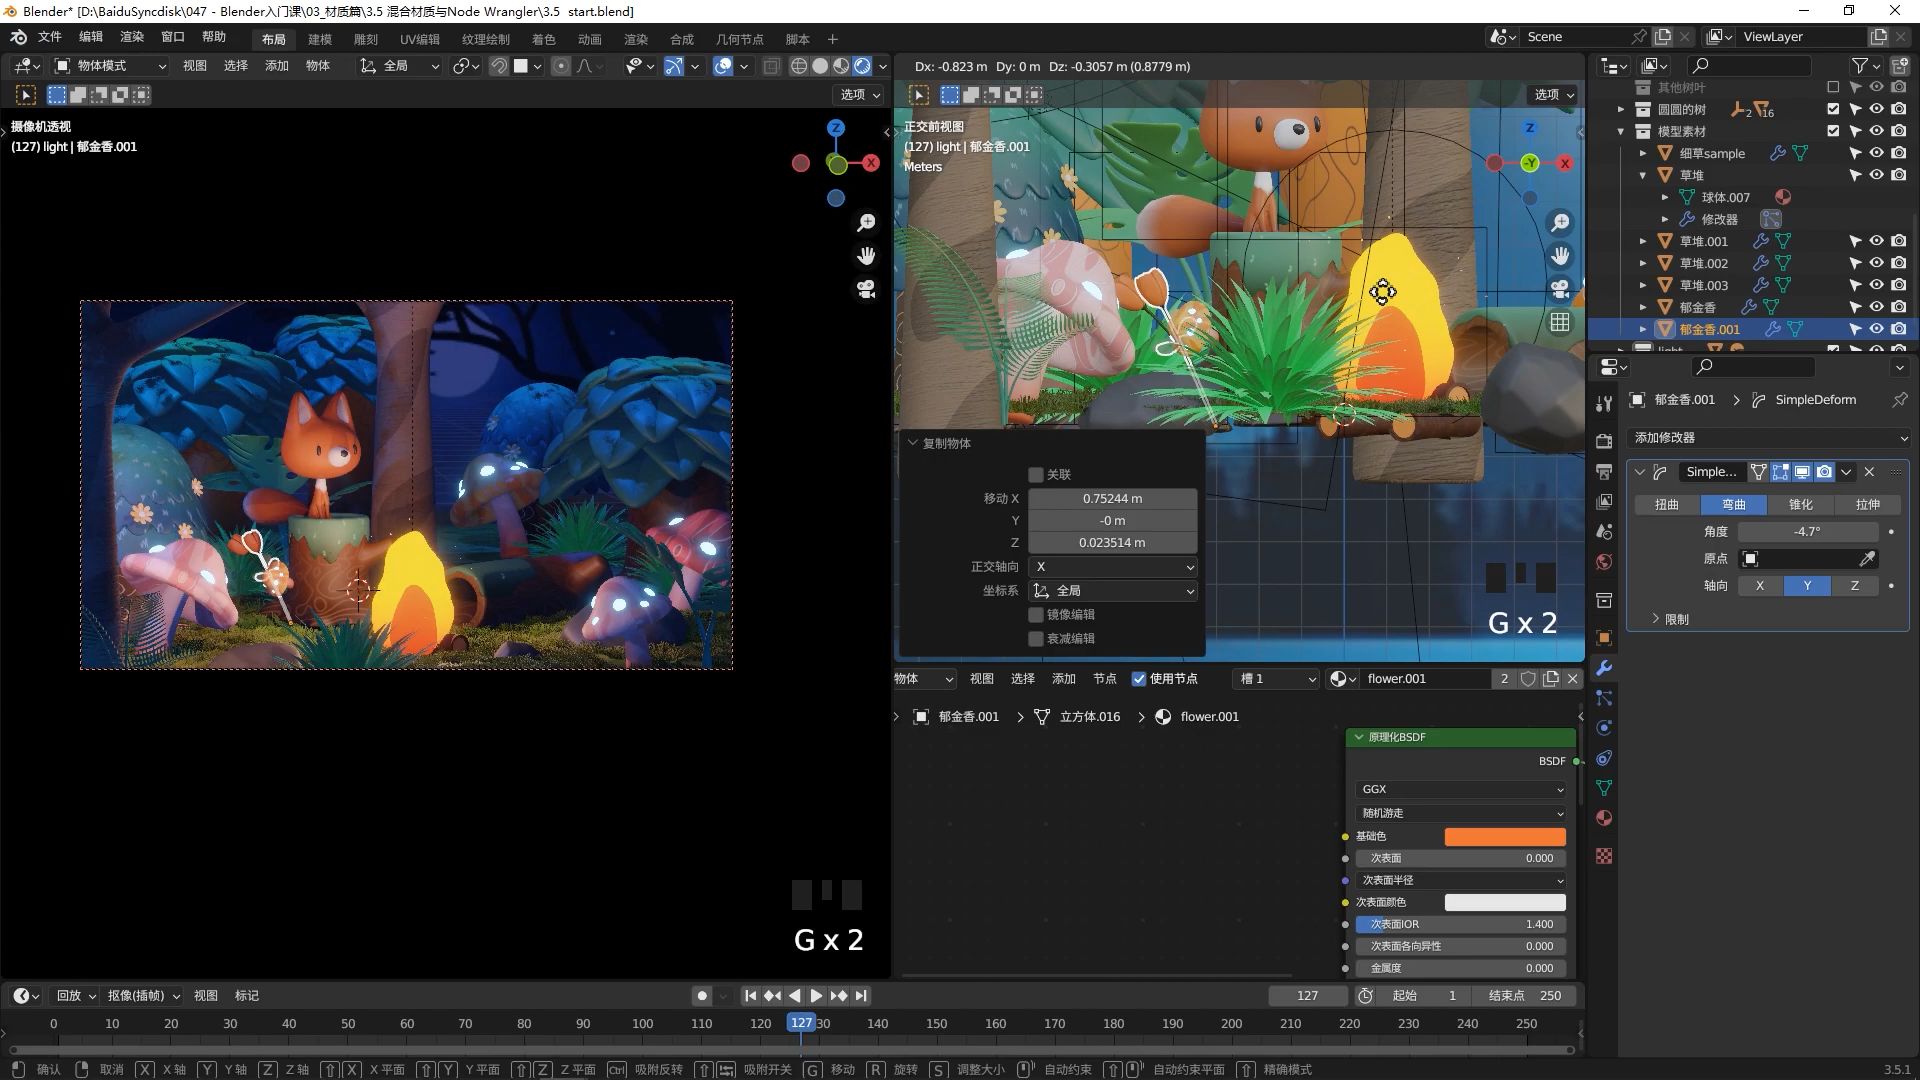 Blender* [D:\BaiduSyncdisk\047 - Blender入门课\03_材质篇\3.5 混合材质与Node Wrangler\3.5  start.blend]
文件 编辑 渲染 窗口 帮助 布局 建模 雕刻 UV编辑 纹理绘制 着色 动画 渲染 合成 几何节点 脚本 + Scene ViewLayer
物体模式 视图 选择 添加 物体 全局
选项
摄像机透视
(127) light | 郁金香.001
Z
X
G x 2
Dx: -0.823 m   Dy: 0 m   Dz: -0.3057 m (0.8779 m)
选项
正交前视图
(127) light | 郁金香.001
Meters
Z
-Y
X
复制物体
关联
移动 X 0.75244 m
Y -0 m
Z 0.023514 m
正交轴向 X
坐标系 全局
镜像编辑
衰减编辑
G x 2
物体 视图 选择 添加 节点 使用节点 槽 1 flower.001 2
郁金香.001 > 立方体.016 > flower.001
原理化BSDF
BSDF
GGX
随机游走
基础色
次表面 0.000
次表面半径
次表面颜色
次表面IOR 1.400
次表面各向异性 0.000
金属度 0.000
其他树叶
圆圆的树 2 16
模型素材
细草sample
草堆
球体.007
修改器
草堆.001
草堆.002
草堆.003
郁金香
郁金香.001
light
郁金香.001 > SimpleDeform
添加修改器
Simple...
扭曲 弯曲 锥化 拉伸
角度 -4.7°
原点
轴向 X Y Z
限制
回放 抠像(插帧) 视图 标记 127 起始 1 结束点 250
0 10 20 30 40 50 60 70 80 90 100 110 120 127 30 140 150 160 170 180 190 200 210 220 230 240 250
确认 取消 X X 轴 Y Y 轴 Z Z 轴 X X 平面 Y Y 平面 Z Z 平面 Ctrl 吸附反转 吸附开关 G 移动 R 旋转 S 调整大小 自动约束 自动约束平面 精确模式 3.5.1